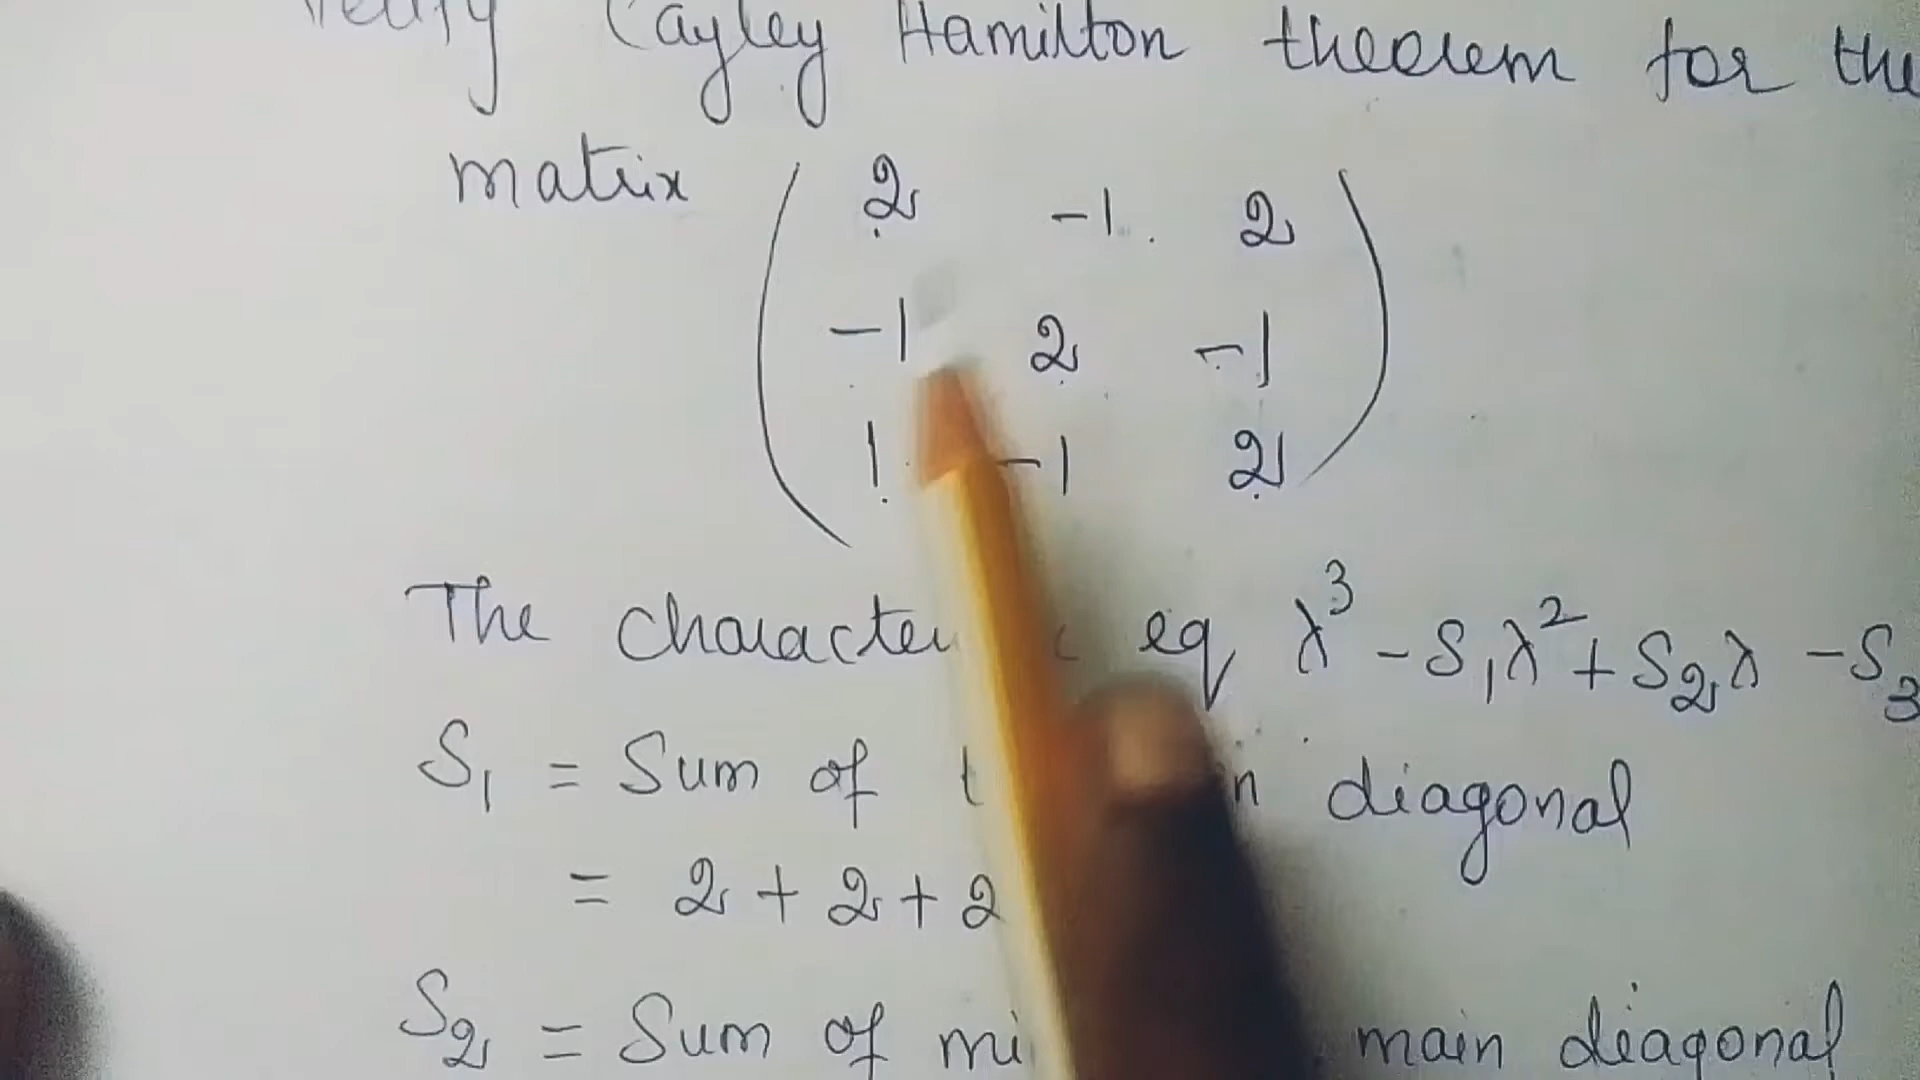 Verify Cayley Hamilton theorem for the
matrix ( 2 -1 2
-1 2 -1
1 -1 2 )
The eq λ³ - S₁λ² + S₂λ - S₃
S₁ = Sum of diagonal
= 2 + 2 + 2
S₂ = Sum of main diagonal